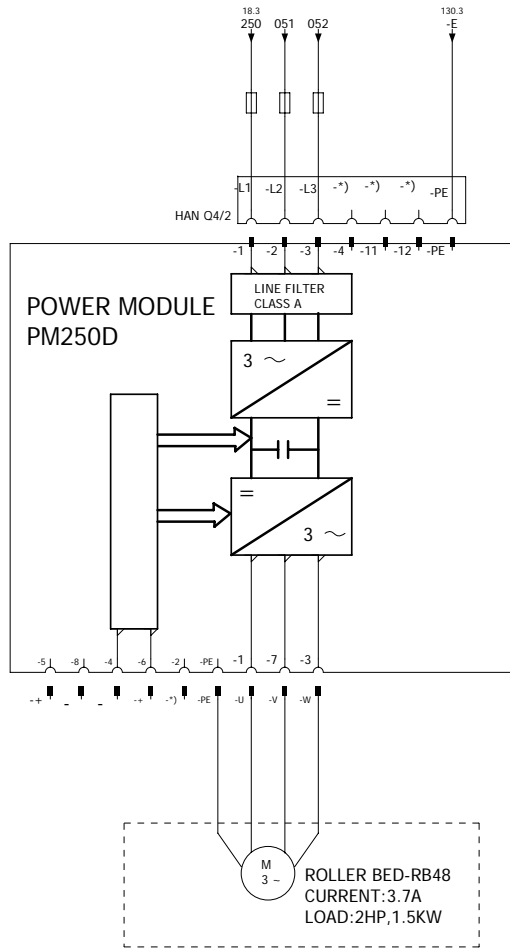 18.3 130.3
250 051 052 -E
-L1 -L2 -L3 -*) -*) -*) -PE
HAN Q4/2
-1 -2 -3 -4 -11 -12 -PE
LINE FILTER
CLASS A
POWER MODULE
PM250D
3 ~
=
=
3 ~
-5 -8 -4 -6 -2 -PE -1 -7 -3
-+ - - -+ -*) -PE -U -V -W
M
3 ~
ROLLER BED-RB48
CURRENT:3.7A
LOAD:2HP,1.5KW